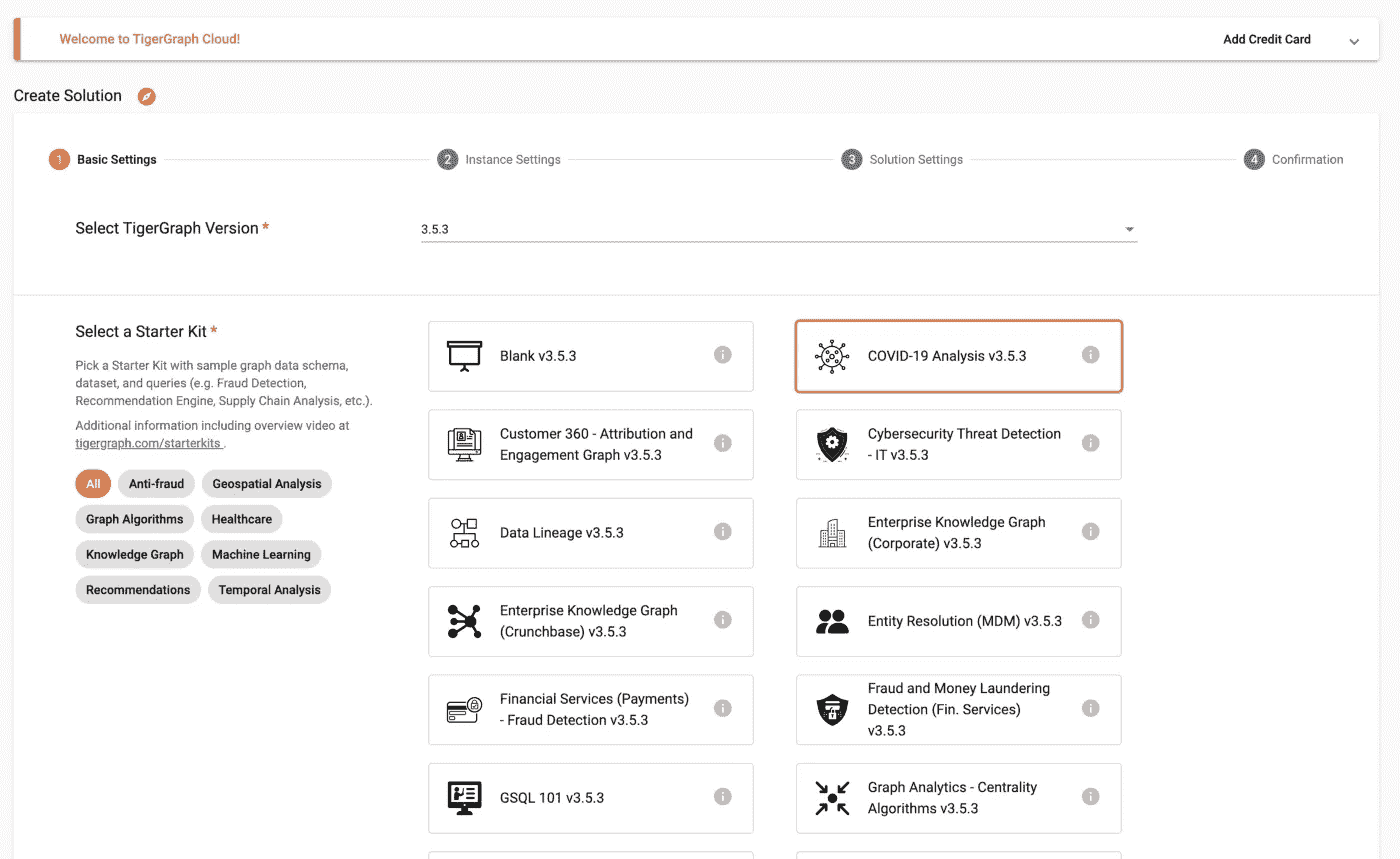 Welcome to TigerGraph Cloud!
Add Credit Card
Create Solution
1 Basic Settings
2 Instance Settings
3 Solution Settings
4 Confirmation
Select TigerGraph Version *
3.5.3
Select a Starter Kit *
Pick a Starter Kit with sample graph data schema,
dataset, and queries (e.g. Fraud Detection,
Recommendation Engine, Supply Chain Analysis, etc.).
Additional information including overview video at
tigergraph.com/starterkits .
All
Anti-fraud
Geospatial Analysis
Graph Algorithms
Healthcare
Knowledge Graph
Machine Learning
Recommendations
Temporal Analysis
Blank v3.5.3
COVID-19 Analysis v3.5.3
Customer 360 - Attribution and
Engagement Graph v3.5.3
Cybersecurity Threat Detection
- IT v3.5.3
Data Lineage v3.5.3
Enterprise Knowledge Graph
(Corporate) v3.5.3
Enterprise Knowledge Graph
(Crunchbase) v3.5.3
Entity Resolution (MDM) v3.5.3
Financial Services (Payments)
- Fraud Detection v3.5.3
Fraud and Money Laundering
Detection (Fin. Services)
v3.5.3
GSQL 101 v3.5.3
Graph Analytics - Centrality
Algorithms v3.5.3